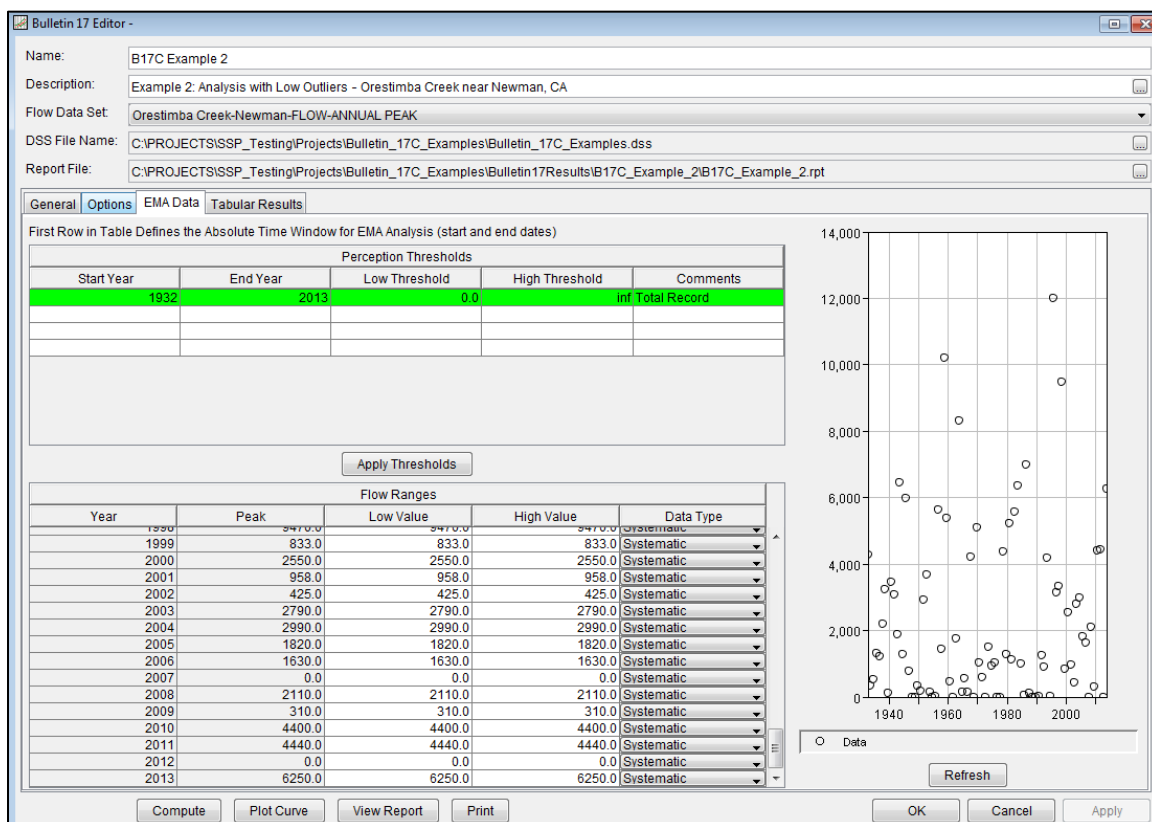 Bulletin 17 Editor -
Name: B17C Example 2
Description: Example 2: Analysis with Low Outliers - Orestimba Creek near Newman, CA ...
Flow Data Set: Orestimba Creek-Newman-FLOW-ANNUAL PEAK
DSS File Name: C:\PROJECTS\SSP_Testing\Projects\Bulletin_17C_Examples\Bulletin_17C_Examples.dss ...
Report File: C:\PROJECTS\SSP_Testing\Projects\Bulletin_17C_Examples\Bulletin17Results\B17C_Example_2\B17C_Example_2.rpt ...
General Options EMA Data Tabular Results
First Row in Table Defines the Absolute Time Window for EMA Analysis (start and end dates)
Perception Thresholds
Start Year End Year Low Threshold High Threshold Comments
1932 2013 0.0 inf Total Record
Apply Thresholds
Flow Ranges
Year Peak Low Value High Value Data Type
1998 9470.0 9470.0 9470.0 Systematic
1999 833.0 833.0 833.0 Systematic
2000 2550.0 2550.0 2550.0 Systematic
2001 958.0 958.0 958.0 Systematic
2002 425.0 425.0 425.0 Systematic
2003 2790.0 2790.0 2790.0 Systematic
2004 2990.0 2990.0 2990.0 Systematic
2005 1820.0 1820.0 1820.0 Systematic
2006 1630.0 1630.0 1630.0 Systematic
2007 0.0 0.0 0.0 Systematic
2008 2110.0 2110.0 2110.0 Systematic
2009 310.0 310.0 310.0 Systematic
2010 4400.0 4400.0 4400.0 Systematic
2011 4440.0 4440.0 4440.0 Systematic
2012 0.0 0.0 0.0 Systematic
2013 6250.0 6250.0 6250.0 Systematic
14,000
12,000
10,000
8,000
6,000
4,000
2,000
0
1940 1960 1980 2000
Data
Refresh
Compute Plot Curve View Report Print OK Cancel Apply